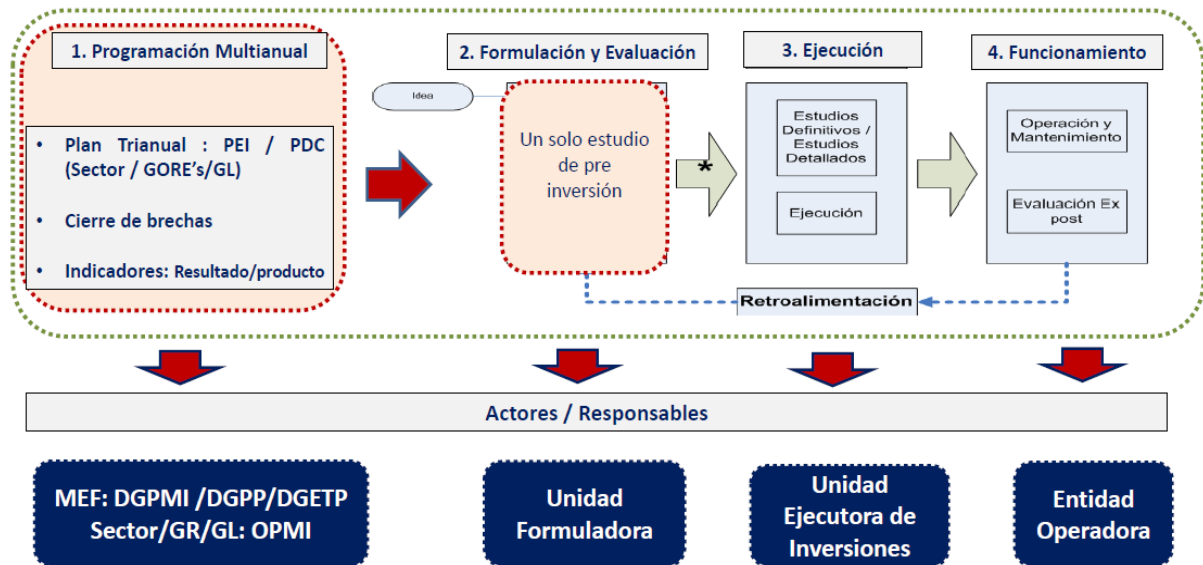 1. Programación Multianual
• Plan Trianual : PEI / PDC
(Sector / GORE's/GL)
• Cierre de brechas
• Indicadores: Resultado/producto
2. Formulación y Evaluación
Idea
Un solo estudio
de pre
inversión
*
3. Ejecución
Estudios
Definitivos /
Estudios
Detallados
Ejecución
4. Funcionamiento
Operación y
Mantenimiento
Evaluación Ex
post
Retroalimentación
Actores / Responsables
MEF: DGPMI /DGPP/DGETP
Sector/GR/GL: OPMI
Unidad
Formuladora
Unidad
Ejecutora de
Inversiones
Entidad
Operadora